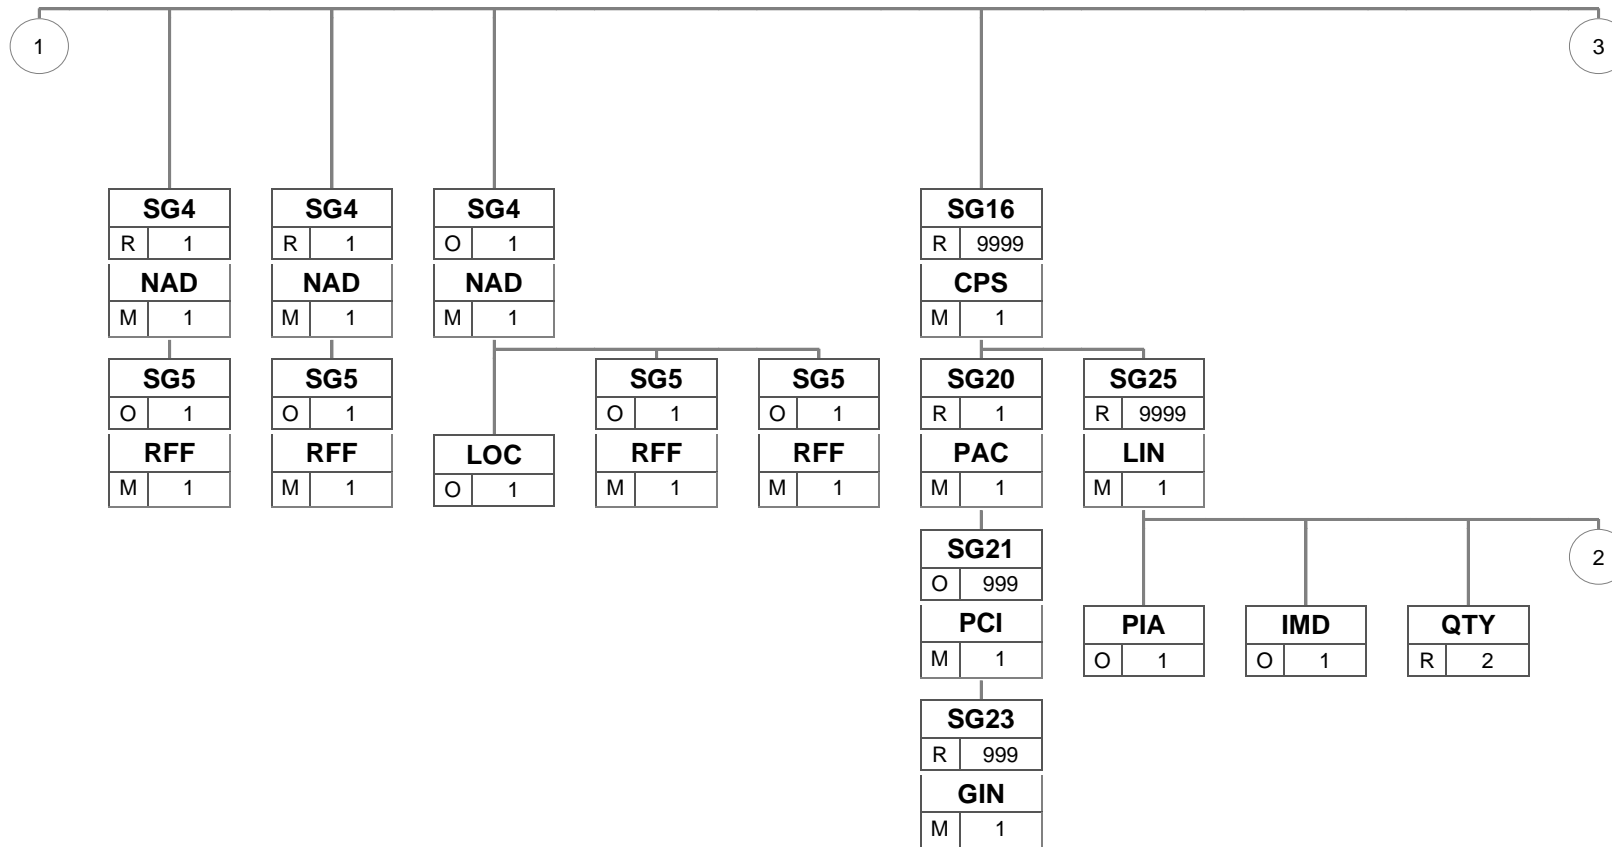 1 3
SG4 SG4 SG4 SG16
R 1 R 1 O 1 R 9999
NAD NAD NAD CPS
M 1 M 1 M 1 M 1
SG5 SG5 SG5 SG5 SG20 SG25
O 1 O 1 O 1 O 1 R 1 R 9999
RFF RFF LOC RFF RFF PAC LIN
M 1 M 1 O 1 M 1 M 1 M 1 M 1
SG21 2
O 999
PCI PIA IMD QTY
M 1 O 1 O 1 R 2
SG23
R 999
GIN
M 1